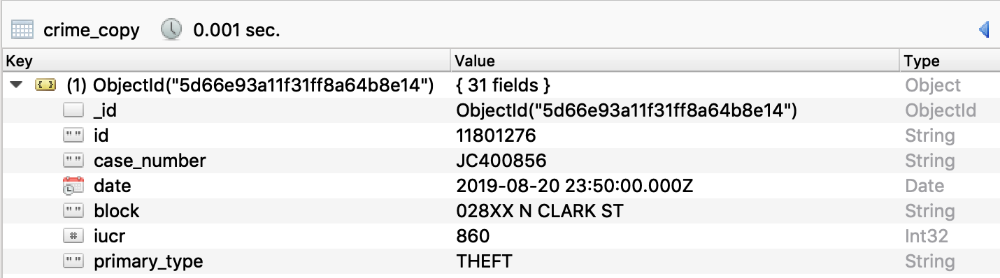 crime_copy 0.001 sec.
Key Value Type
(1) ObjectId("5d66e93a11f31ff8a64b8e14") { 31 fields } Object
_id ObjectId("5d66e93a11f31ff8a64b8e14") ObjectId
" " id 11801276 String
" " case_number JC400856 String
date 2019-08-20 23:50:00.000Z Date
" " block 028XX N CLARK ST String
# iucr 860 Int32
" " primary_type THEFT String